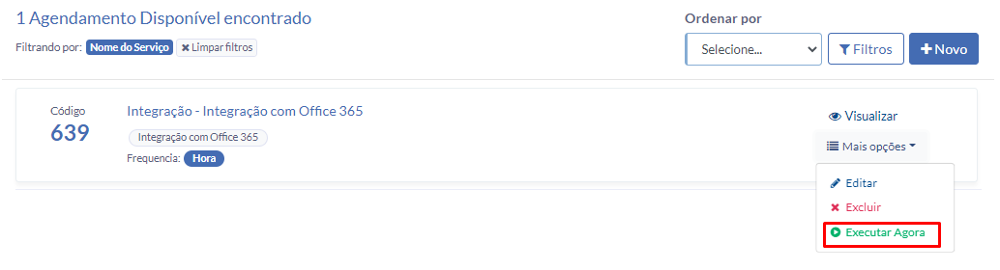 1 Agendamento Disponível encontrado
Ordenar por
Filtrando por: Nome do Serviço Limpar filtros
Selecione...
Filtros
Novo
Código
639
Integração - Integração com Office 365
Integração com Office 365
Frequencia: Hora
Visualizar
Mais opções
Editar
Excluir
Executar Agora